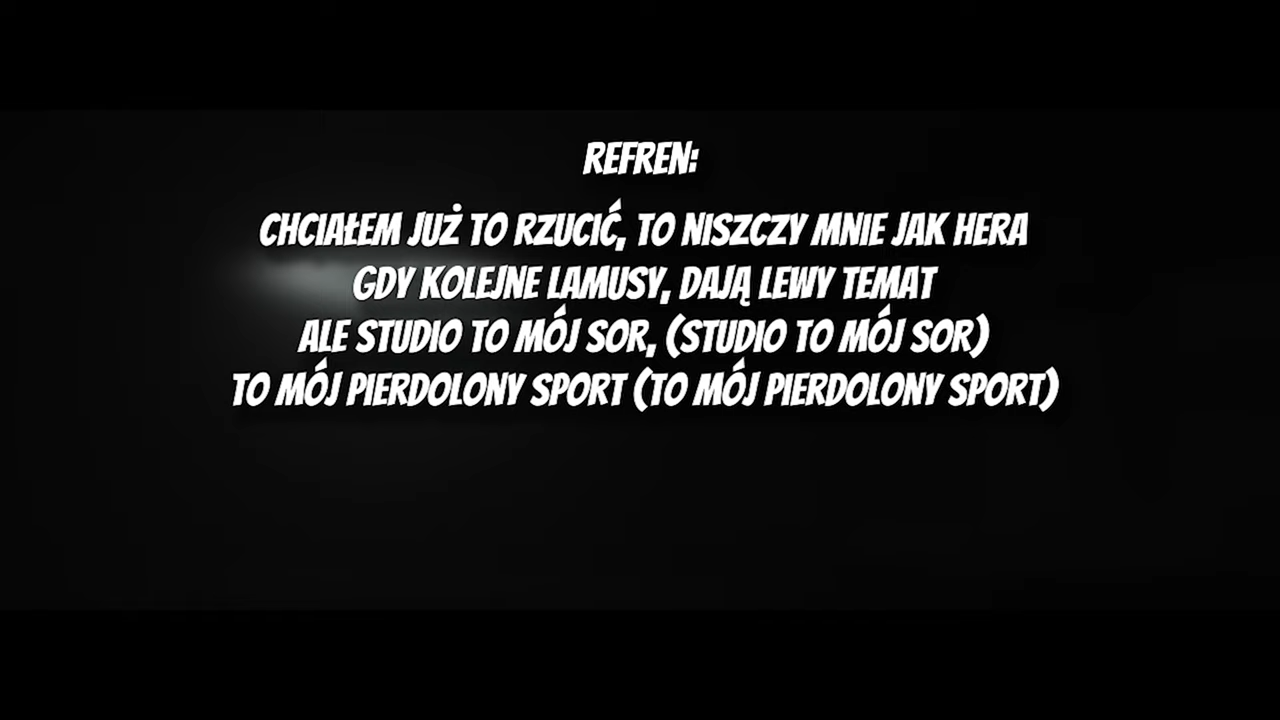 REFREN:
CHCIAŁEM JUŻ TO RZUCIĆ, TO NISZCZY MNIE JAK HERA
GDY KOLEJNE LAMUSY, DAJĄ LEWY TEMAT
ALE STUDIO TO MÓJ SOR, (STUDIO TO MÓJ SOR)
TO MÓJ PIERDOLONY SPORT (TO MÓJ PIERDOLONY SPORT)